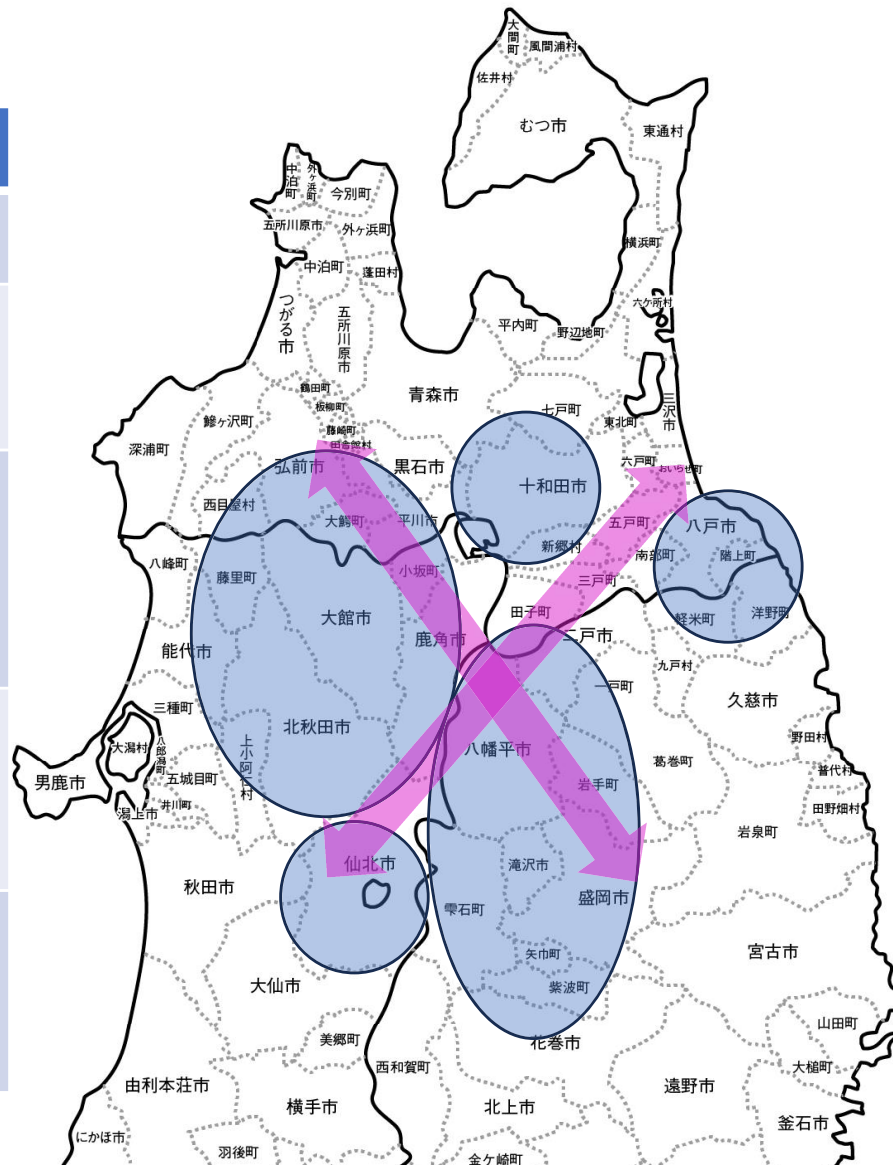 大間町
風間浦村
佐井村
むつ市
東通村
中泊町
外ヶ浜町
今別町
五所川原市
外ヶ浜町
横浜町
中泊町
蓬田村
つがる市
五所川原市
六ケ所村
平内町
野辺地町
鶴田町
青森市
三沢市
板柳町
七戸町
鰺ヶ沢町
東北町
藤崎町
深浦町
田舎館村
弘前市
黒石市
六戸町
おいらせ町
十和田市
西目屋村
大鰐町
平川市
五戸町
八戸市
新郷村
南部町
階上町
八峰町
藤里町
小坂町
三戸町
大館市
田子町
軽米町
洋野町
鹿角市
二戸市
能代市
九戸村
一戸町
久慈市
三種町
北秋田市
上小阿仁村
大潟村
八郎潟町
八幡平市
野田村
葛巻町
普代村
男鹿市
五城目町
岩手町
井川町
潟上市
田野畑村
岩泉町
仙北市
滝沢市
秋田市
盛岡市
雫石町
矢巾町
宮古市
大仙市
紫波町
山田町
美郷町
花巻市
西和賀町
大槌町
由利本荘市
遠野市
横手市
北上市
釜石市
にかほ市
羽後町
金ケ崎町